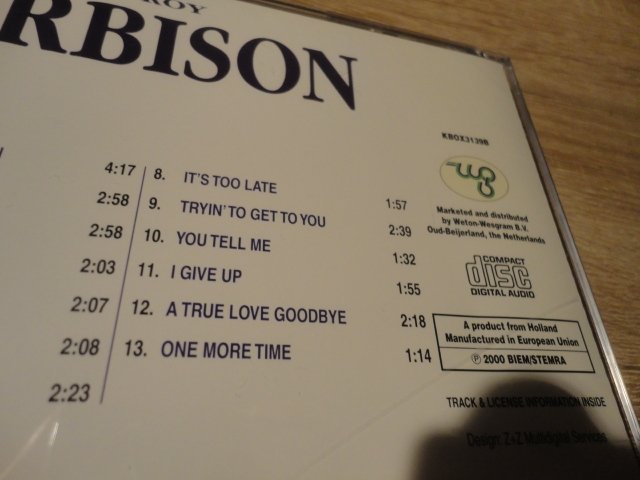 ROY
RBISON
KBOX3139B
wg
4:17
2:58
2:58
2:03
2:07
2:08
2:23
8. IT'S TOO LATE 1:57
9. TRYIN' TO GET TO YOU 2:39
10. YOU TELL ME 1:32
11. I GIVE UP 1:55
12. A TRUE LOVE GOODBYE 2:18
13. ONE MORE TIME 1:14
Marketed and distributed
by Weton-Wesgram B.V.
Oud-Beijerland, the Netherlands
COMPACT
disc
DIGITAL AUDIO
A product from Holland
Manufactured in European Union
℗ 2000 BIEM/STEMRA
TRACK & LICENSE INFORMATION INSIDE
Design: Z+Z Multidigital Services